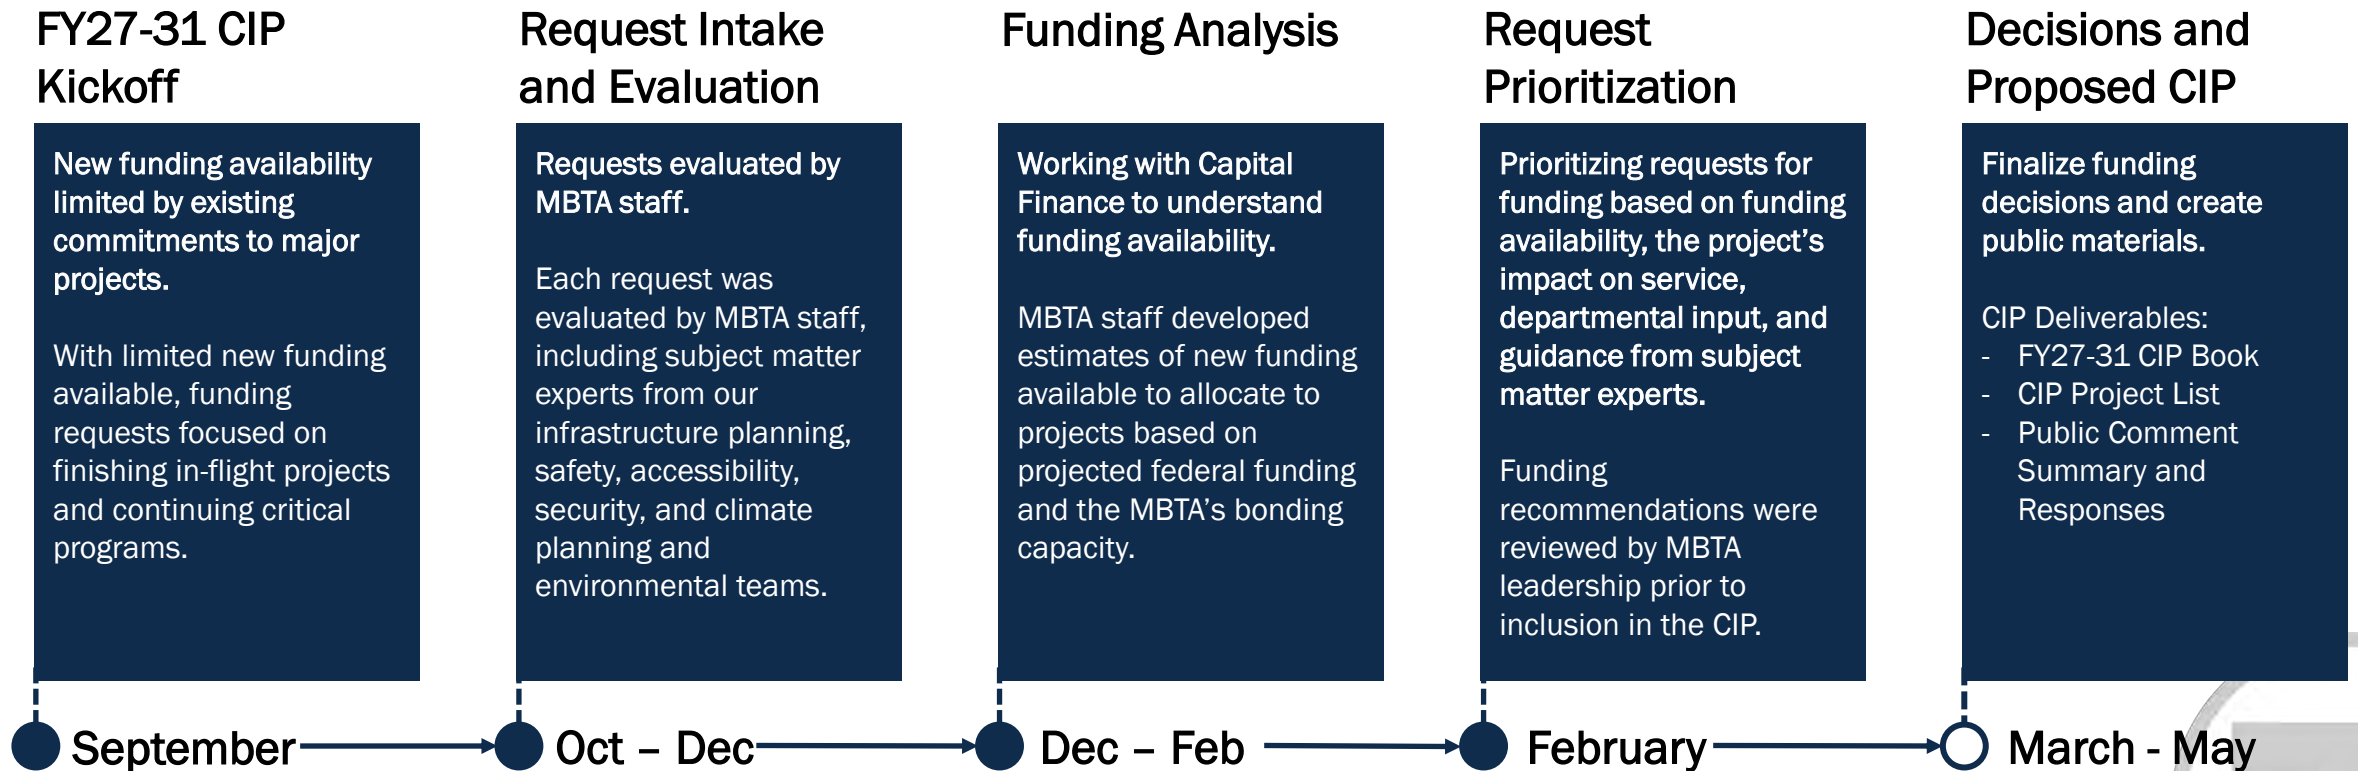 FY27-31 CIP
Kickoff
New funding availability
limited by existing
commitments to major
projects.
With limited new funding
available, funding
requests focused on
finishing in-flight projects
and continuing critical
programs.
September
Request Intake
and Evaluation
Requests evaluated by
MBTA staff.
Each request was
evaluated by MBTA staff,
including subject matter
experts from our
infrastructure planning,
safety, accessibility,
security, and climate
planning and
environmental teams.
Oct – Dec
Funding Analysis
Working with Capital
Finance to understand
funding availability.
MBTA staff developed
estimates of new funding
available to allocate to
projects based on
projected federal funding
and the MBTA’s bonding
capacity.
Dec – Feb
Request
Prioritization
Prioritizing requests for
funding based on funding
availability, the project’s
impact on service,
departmental input, and
guidance from subject
matter experts.
Funding
recommendations were
reviewed by MBTA
leadership prior to
inclusion in the CIP.
February
Decisions and
Proposed CIP
Finalize funding
decisions and create
public materials.
CIP Deliverables:
- FY27-31 CIP Book
- CIP Project List
- Public Comment
Summary and
Responses
March - May